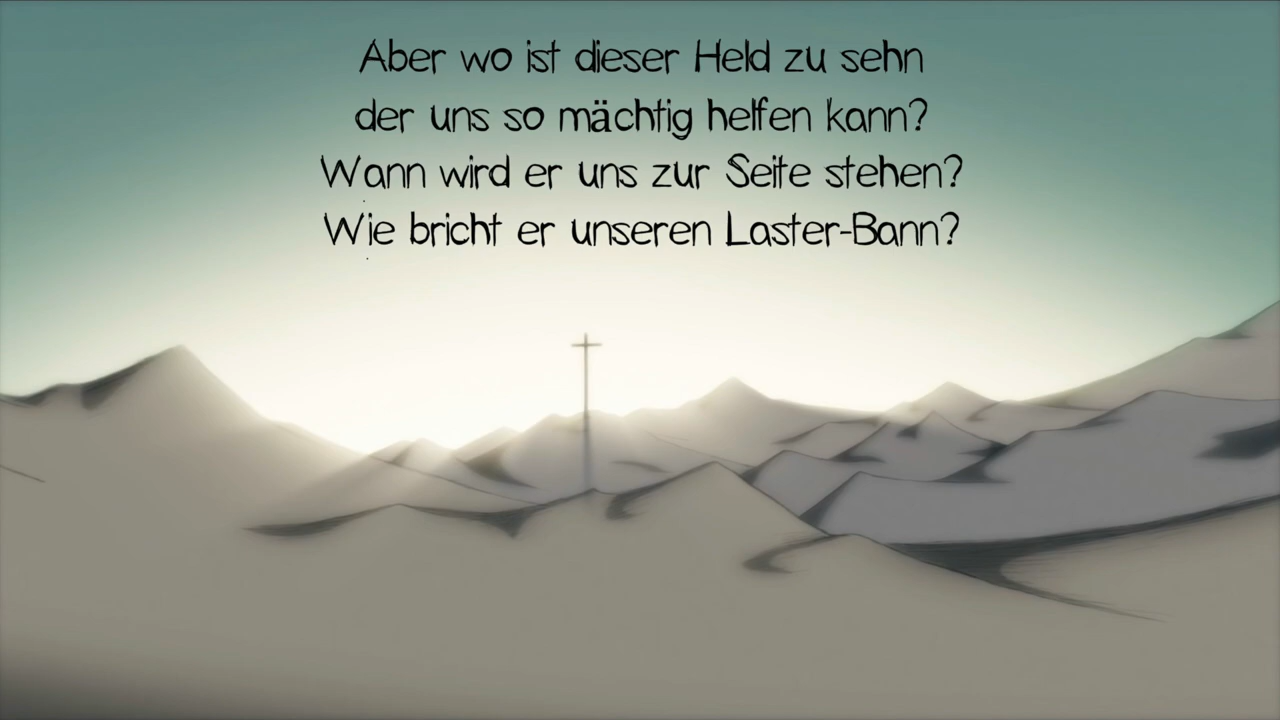 Aber wo ist dieser Held zu sehn
der uns so mächtig helfen kann?
Wann wird er uns zur Seite stehen?
Wie bricht er unseren Laster-Bann?